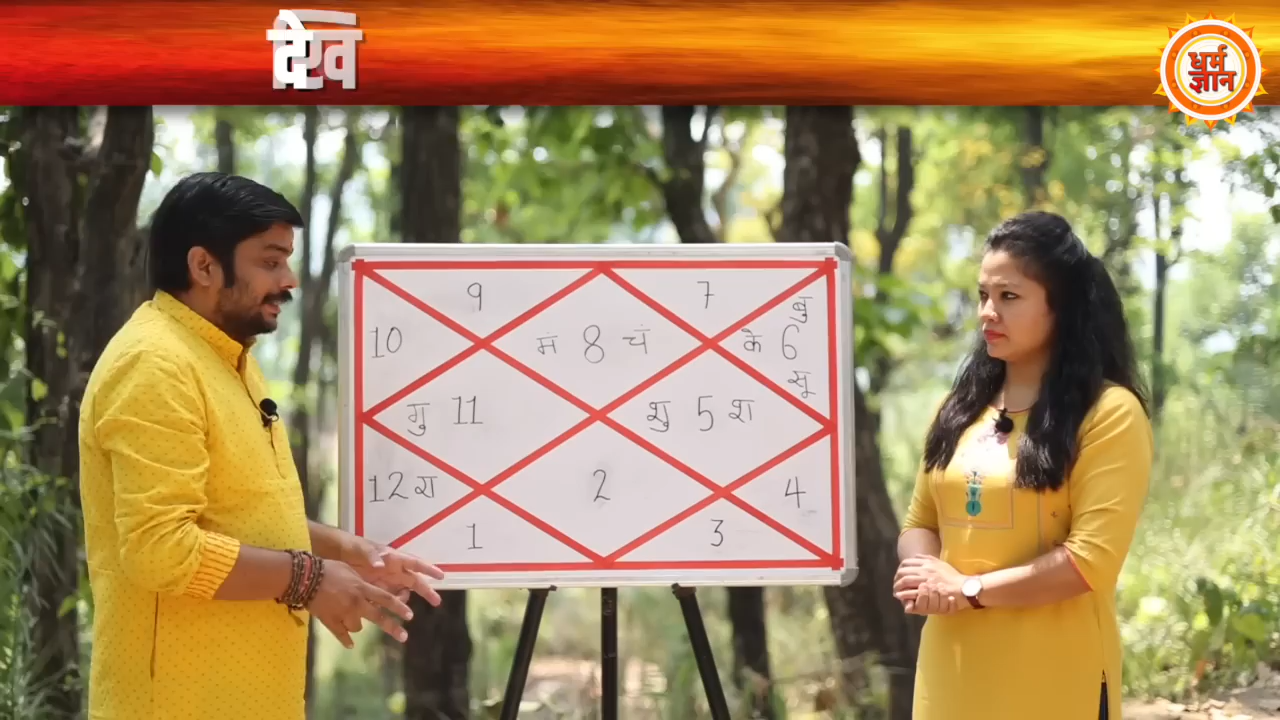 देख
धर्म
ज्ञान
9
7
बु
10
मं 8 चं
के 6
सू
गु 11
शु 5 श
12 रा
2
4
1
3